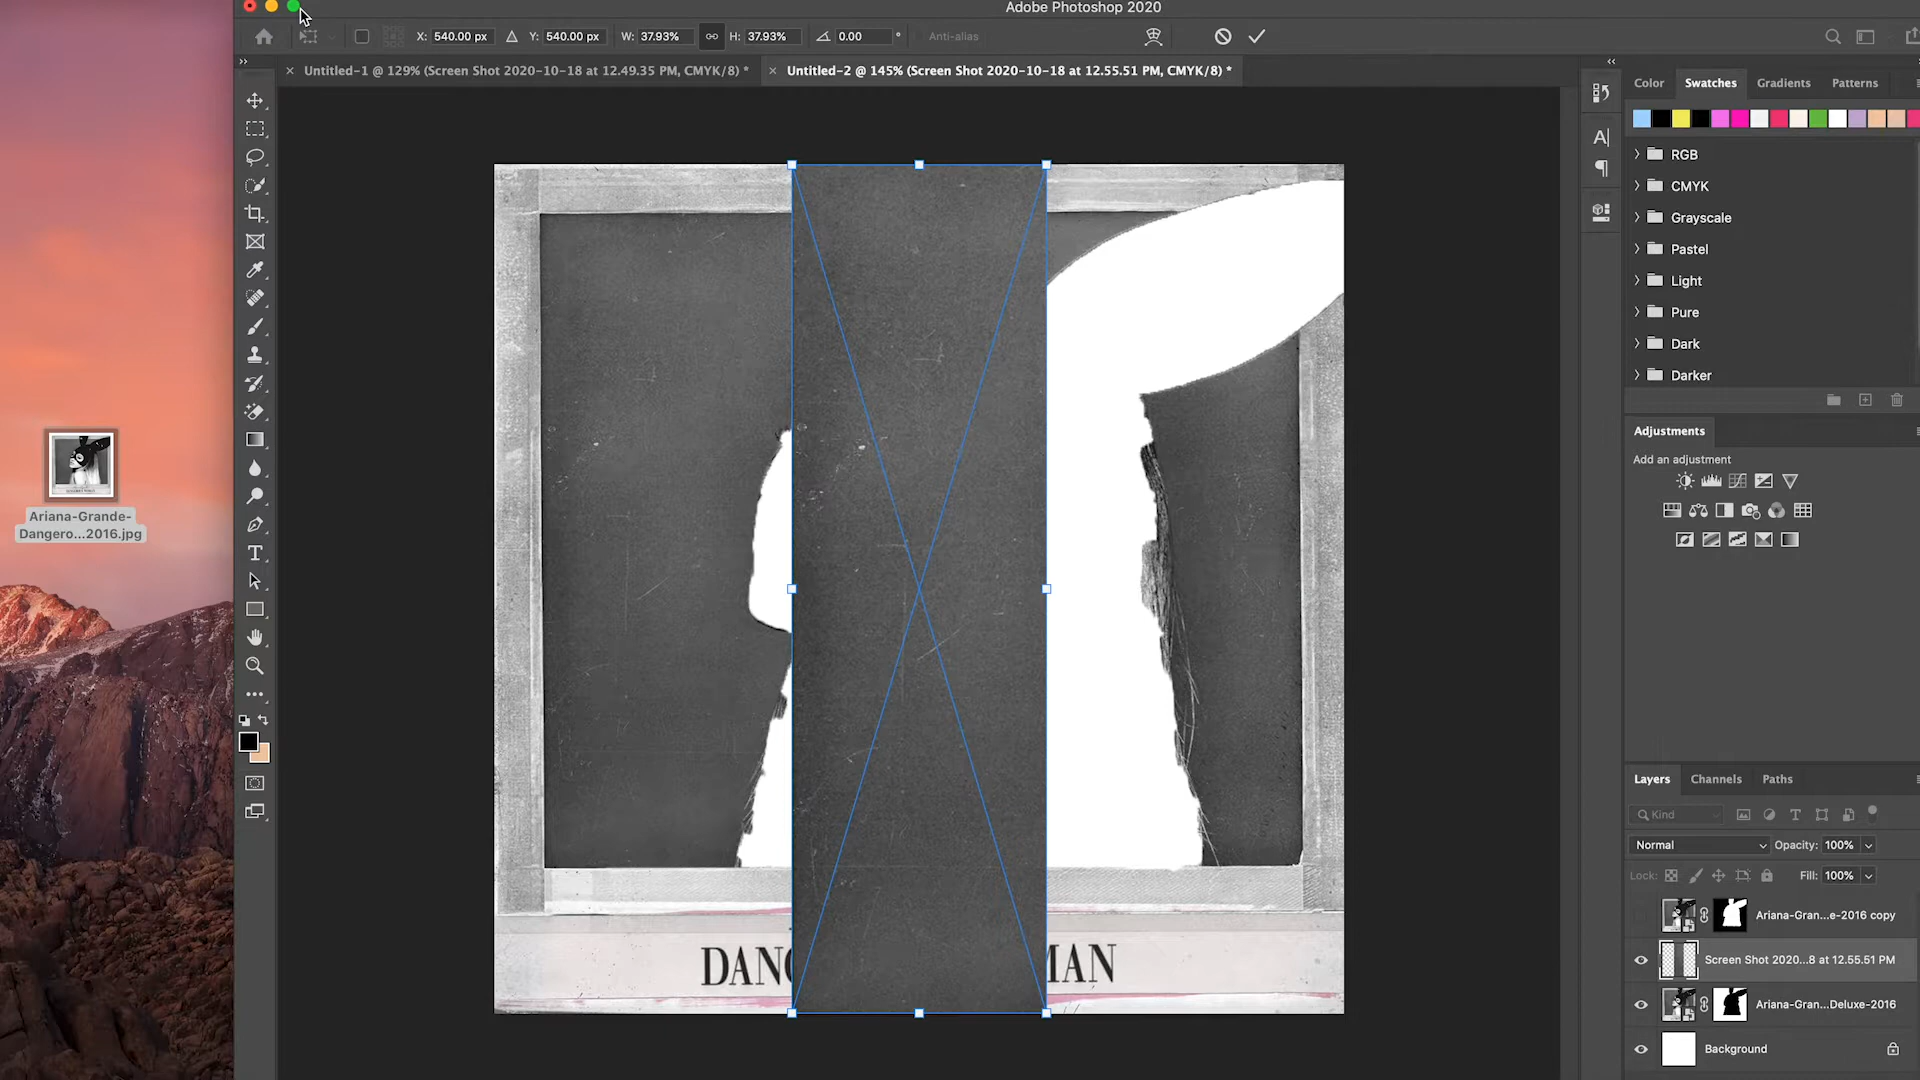 Adobe Photoshop 2020
X: 540.00 px Y: 540.00 px W: 37.93% H: 37.93% 0.00 ° Anti-alias
Untitled-1 @ 129% (Screen Shot 2020-10-18 at 12.49.35 PM, CMYK/8) *
Untitled-2 @ 145% (Screen Shot 2020-10-18 at 12.55.51 PM, CMYK/8) *
Color Swatches Gradients Patterns
RGB
CMYK
Grayscale
Pastel
Light
Pure
Dark
Darker
Adjustments
Add an adjustment
Ariana-Grande-
Dangero...2016.jpg
DANG
MAN
Layers Channels Paths
Kind
Normal Opacity: 100%
Lock: Fill: 100%
Ariana-Gran...e-2016 copy
Screen Shot 2020...8 at 12.55.51 PM
Ariana-Gran...Deluxe-2016
Background